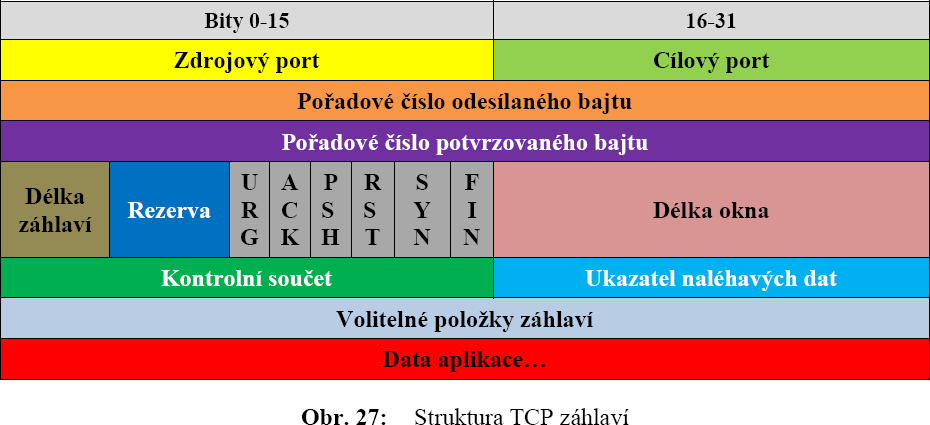 Bity 0-15 16-31
Zdrojový port Cílový port
Pořadové číslo odesílaného bajtu
Pořadové číslo potvrzovaného bajtu
Délka záhlaví Rezerva URG ACK PSH RST SYN FIN Délka okna
Kontrolní součet Ukazatel naléhavých dat
Volitelné položky záhlaví
Data aplikace…
Obr. 27: Struktura TCP záhlaví